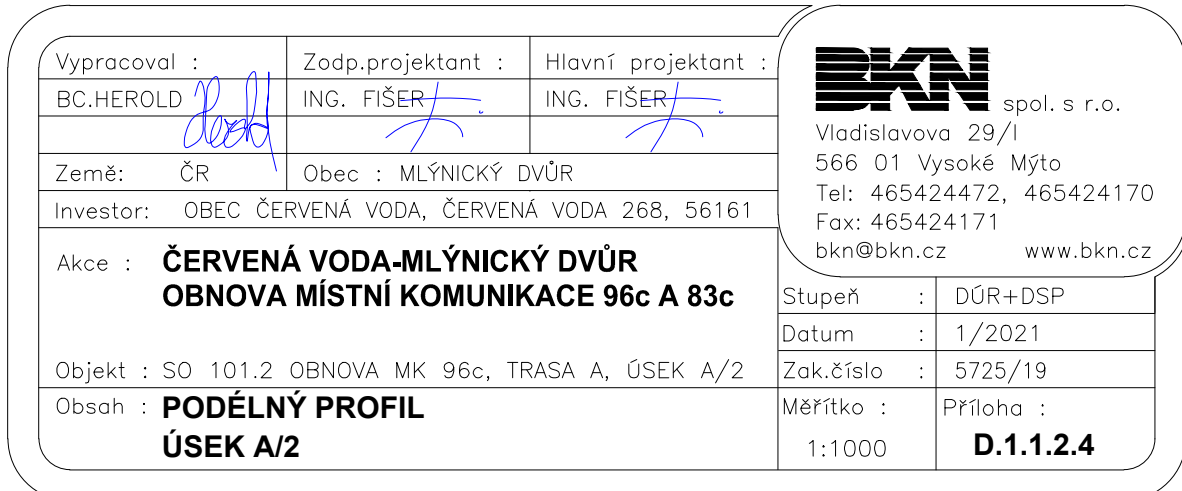 Vypracoval : Zodp.projektant : Hlavní projektant :
BC.HEROLD Herold ING. FIŠER ING. FIŠER
Země: ČR Obec : MLÝNICKÝ DVŮR
Investor: OBEC ČERVENÁ VODA, ČERVENÁ VODA 268, 56161
BKN spol. s r.o.
Vladislavova 29/I
566 01 Vysoké Mýto
Tel: 465424472, 465424170
Fax: 465424171
bkn@bkn.cz www.bkn.cz
Akce : ČERVENÁ VODA-MLÝNICKÝ DVŮR
OBNOVA MÍSTNÍ KOMUNIKACE 96c A 83c
Objekt : SO 101.2 OBNOVA MK 96c, TRASA A, ÚSEK A/2
Obsah : PODÉLNÝ PROFIL
ÚSEK A/2
Stupeň : DÚR+DSP
Datum : 1/2021
Zak.číslo : 5725/19
Měřítko : Příloha :
1:1000 D.1.1.2.4